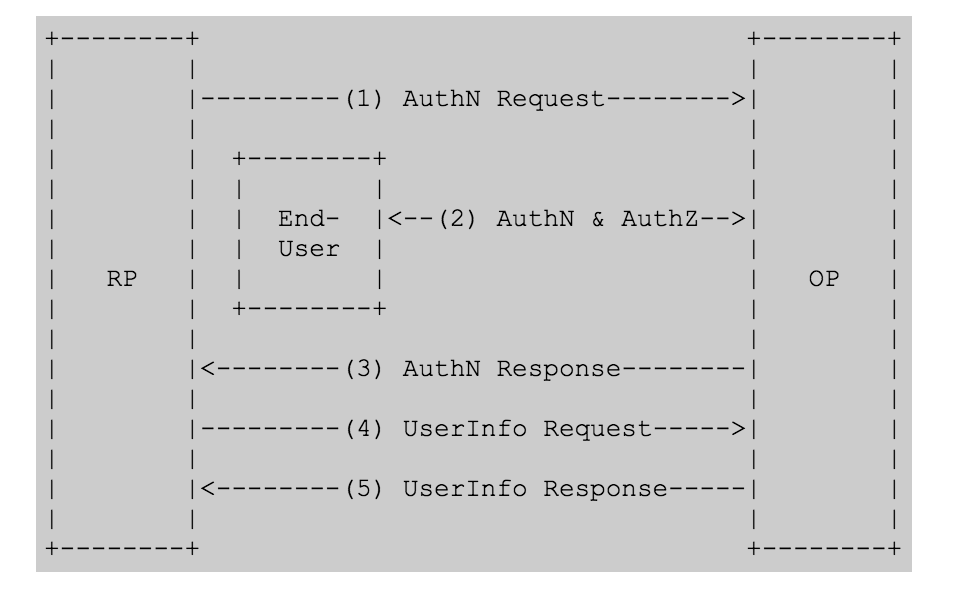 +--------+                                   +--------+
|        |                                   |        |
|        |---------(1) AuthN Request-------->|        |
|        |                                   |        |
|        |  +--------+                       |        |
|        |  |        |                       |        |
|        |  |  End-  |<--(2) AuthN & AuthZ-->|        |
|        |  |  User  |                       |        |
|   RP   |  |        |                       |   OP   |
|        |  +--------+                       |        |
|        |                                   |        |
|        |<--------(3) AuthN Response--------|        |
|        |                                   |        |
|        |---------(4) UserInfo Request----->|        |
|        |                                   |        |
|        |<--------(5) UserInfo Response-----|        |
|        |                                   |        |
+--------+                                   +--------+